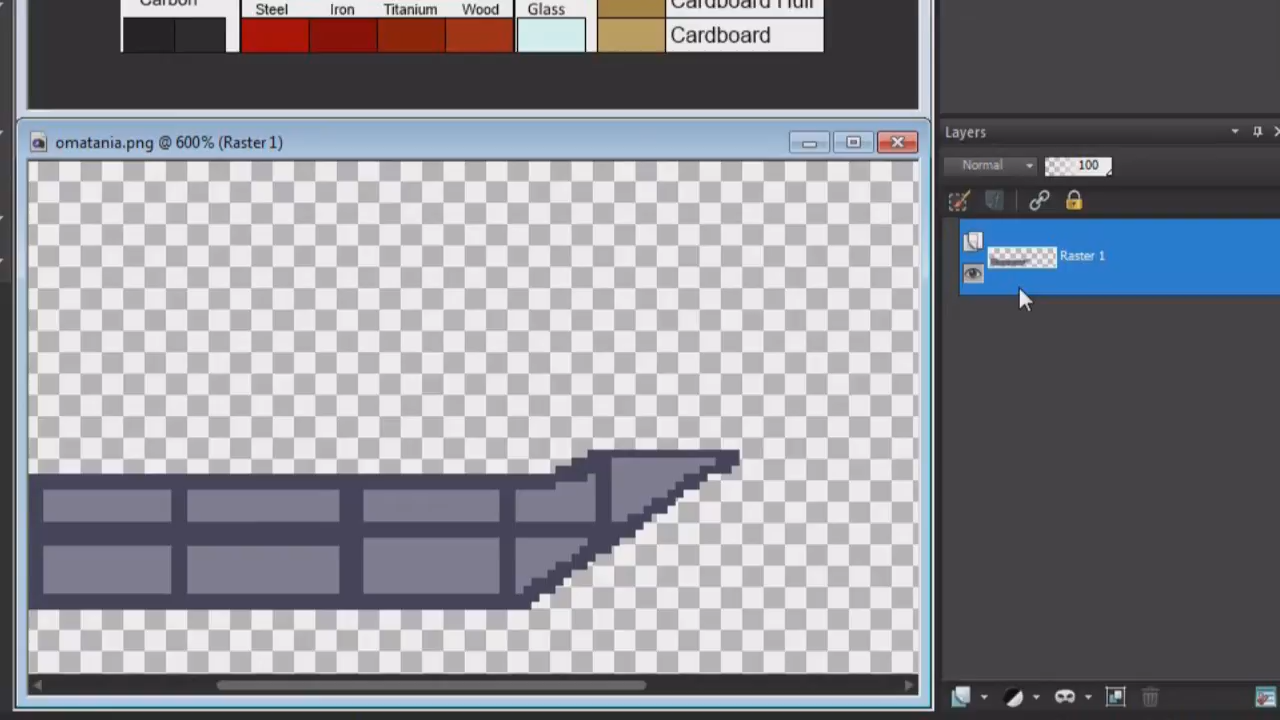 Carbon
Steel Iron Titanium Wood Glass
Cardboard Hull
Cardboard
omatania.png @ 600% (Raster 1)
Layers
Normal 100
Raster 1